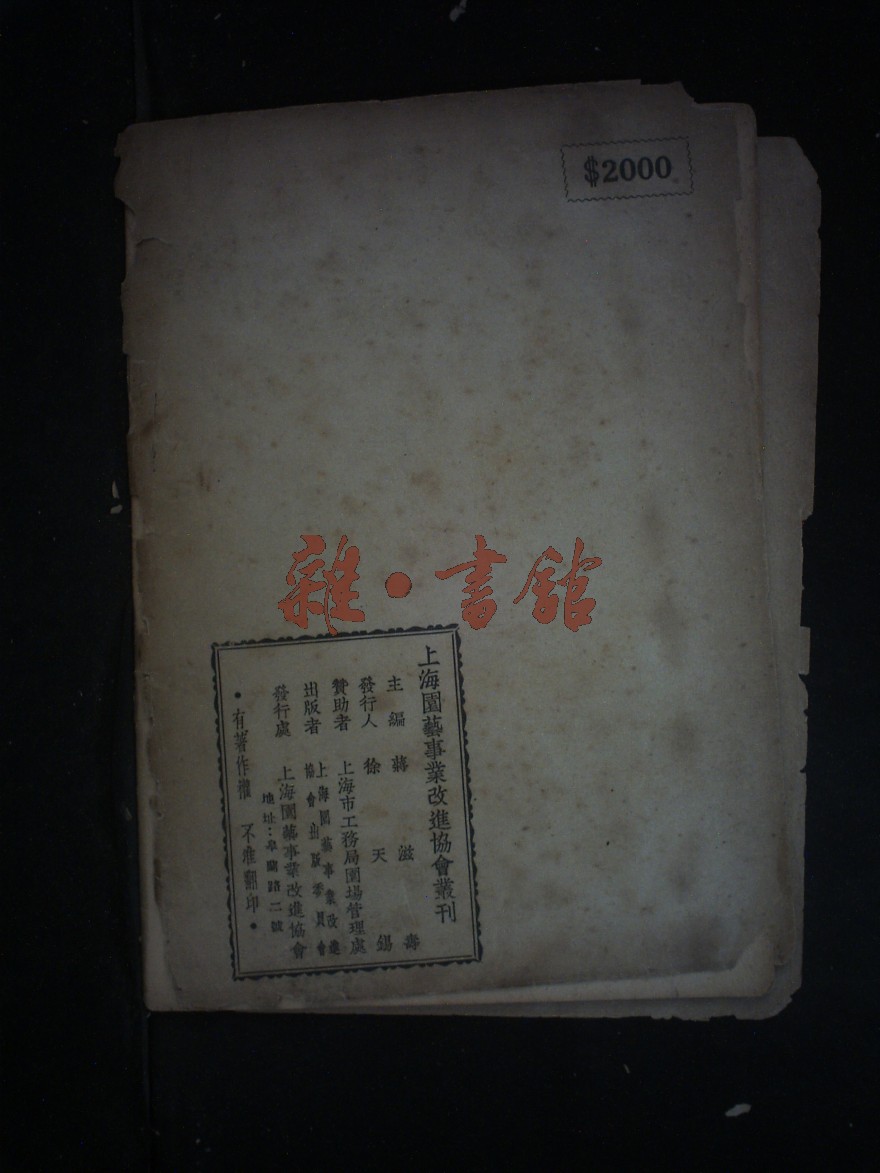 $2000
雜·書館
上海園藝事業改進協會叢刊
主編 蔣滋壽
發行人 徐天錫
贊助者 上海市工務局園場管理處
出版者 上海園藝事業改進
協會出版委員會
發行處 上海園藝事業改進協會
地址:皋蘭路二號
•有著作權 不准翻印•